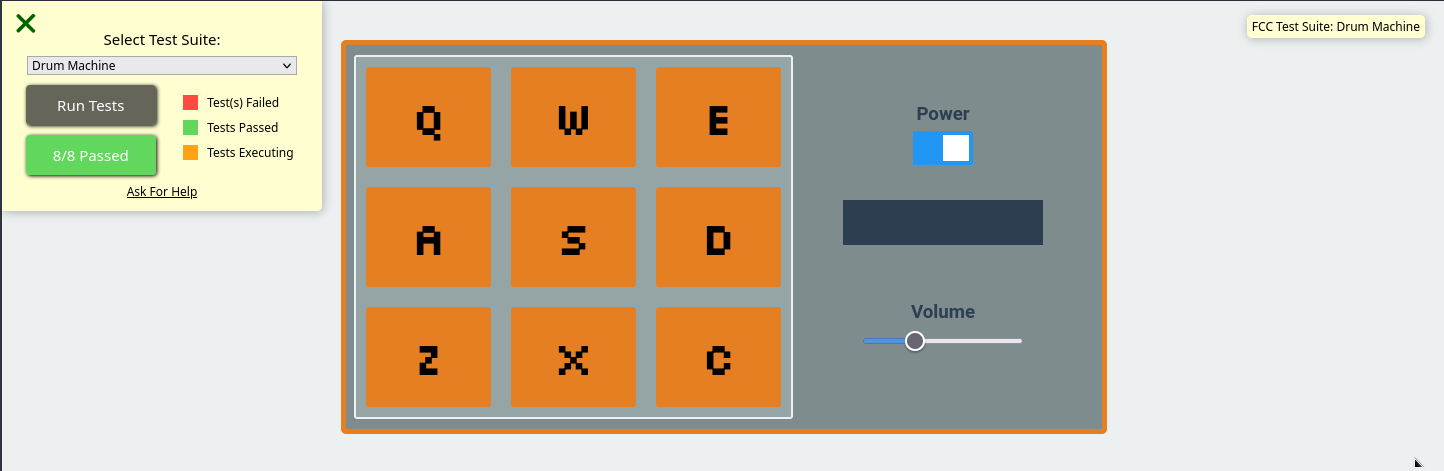 Select Test Suite:
Drum Machine
Run Tests
8/8 Passed
Test(s) Failed
Tests Passed
Tests Executing
Ask For Help
Q W E
A S D
Z X C
Power
Volume
FCC Test Suite: Drum Machine